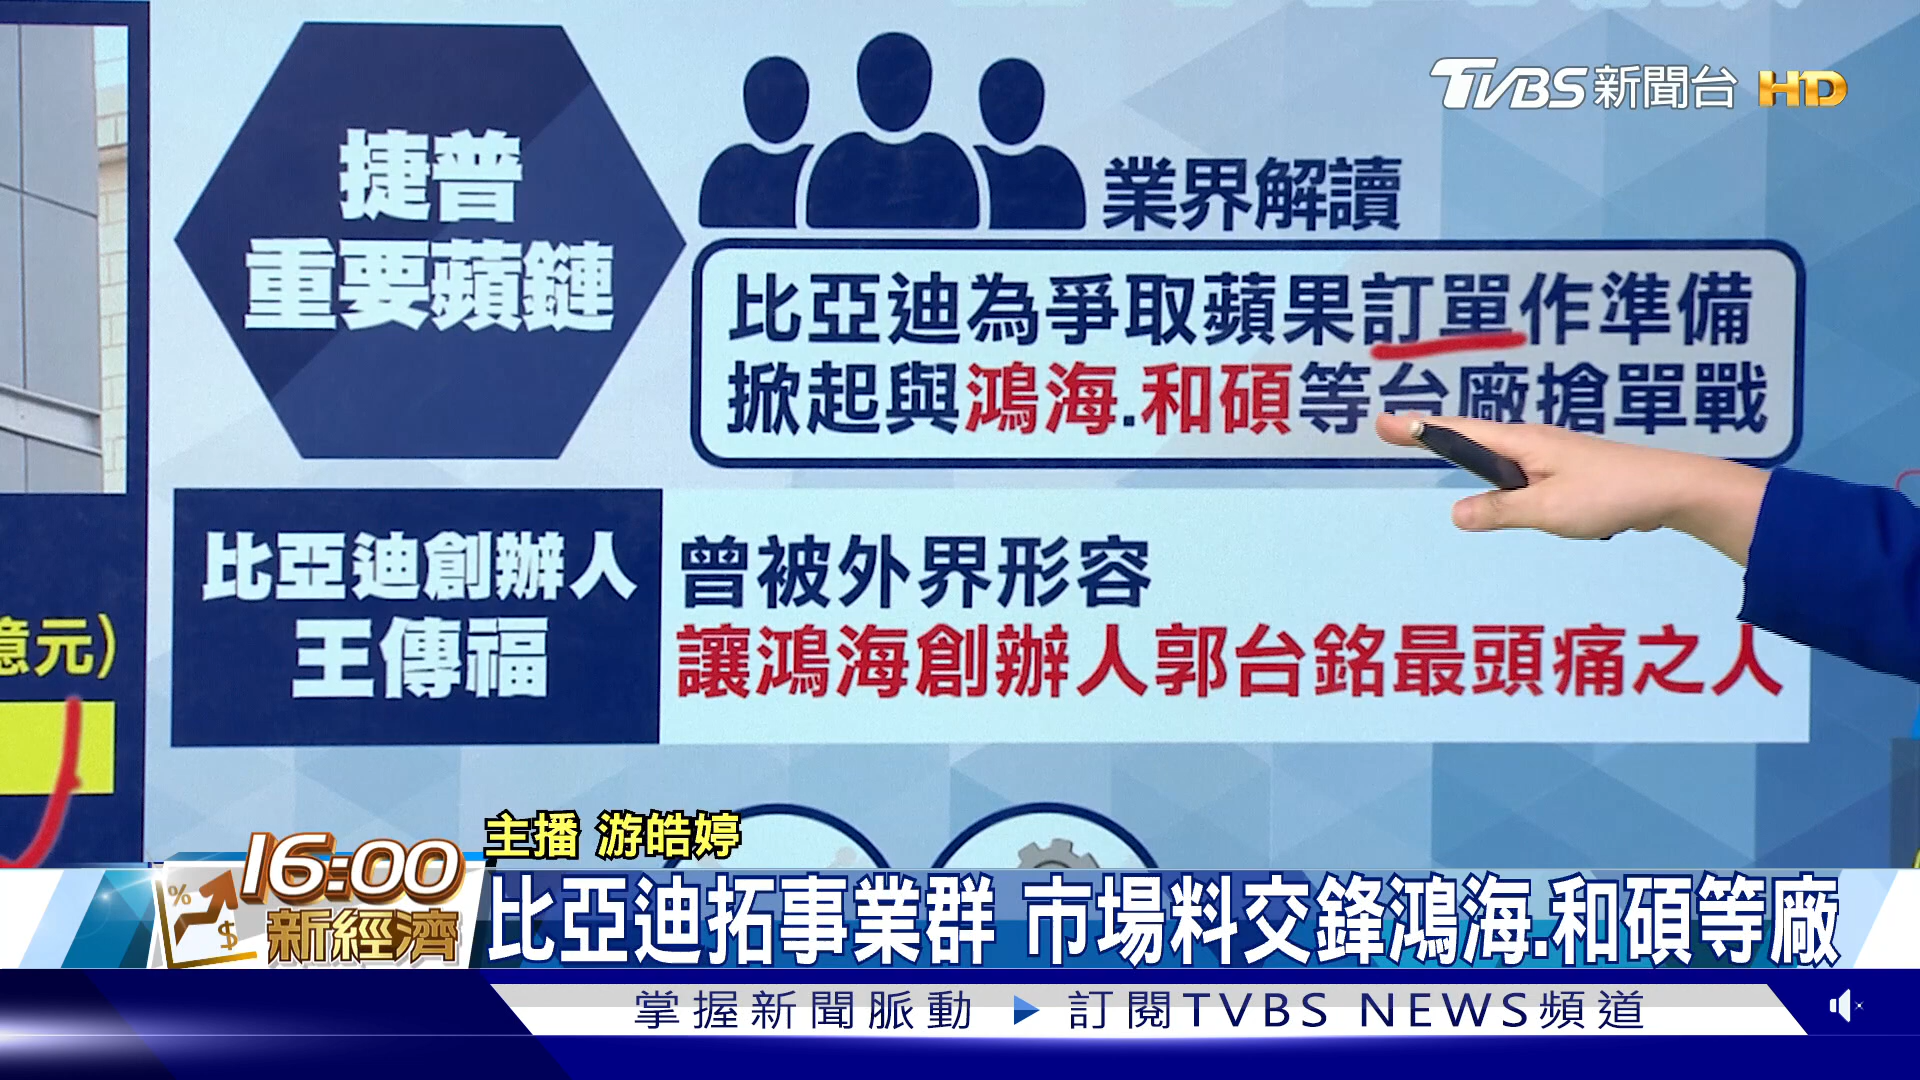 TVBS新聞台 HD
捷普
重要蘋鏈
業界解讀
比亞迪為爭取蘋果訂單作準備
掀起與鴻海.和碩等台廠搶單戰
比亞迪創辦人
王傳福
曾被外界形容
讓鴻海創辦人郭台銘最頭痛之人
億元)
主播 游皓婷
16:00
% $
新經濟
比亞迪拓事業群 市場料交鋒鴻海.和碩等廠
掌握新聞脈動 ▶ 訂閱TVBS NEWS頻道